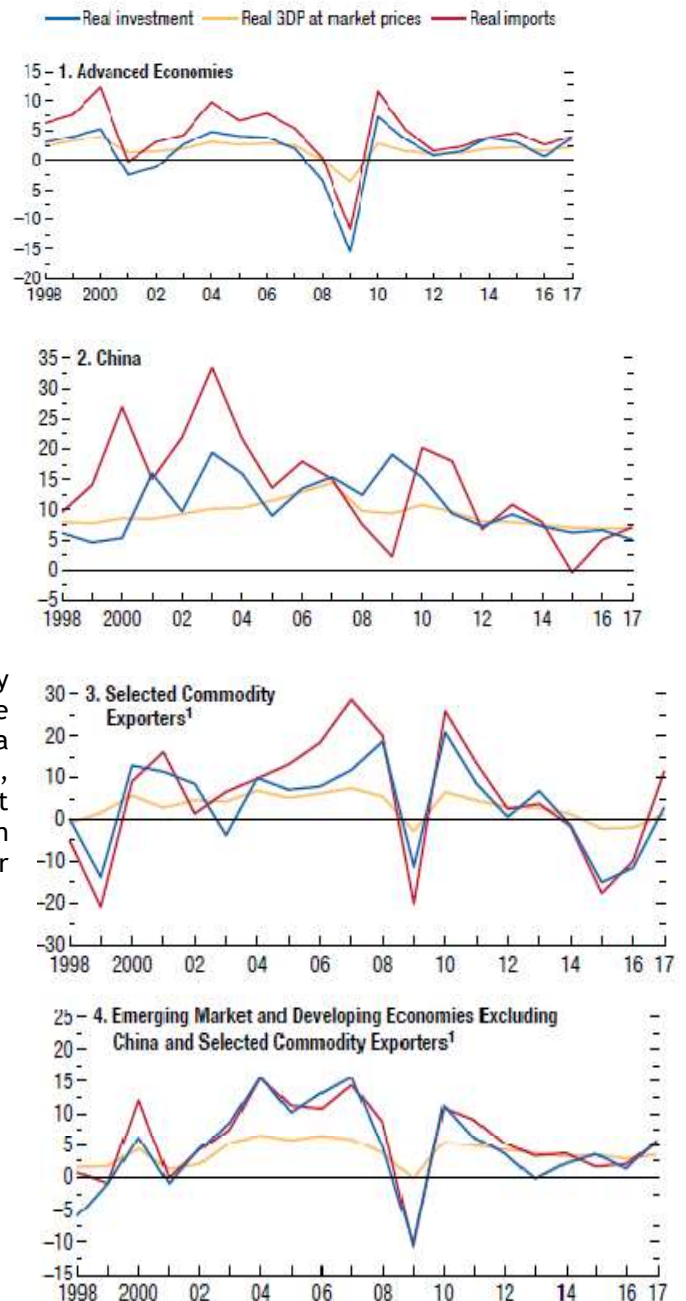 Real investment Real GDP at market prices Real imports
1. Advanced Economies
15
10
5
0
–5
–10
–15
–20
1998 2000 02 04 06 08 10 12 14 16 17
2. China
35
30
25
20
15
10
5
0
–5
1998 2000 02 04 06 08 10 12 14 16 17
y
e
a
,
t
n
r
3. Selected Commodity
Exporters1
30
20
10
0
–10
–20
–30
1998 2000 02 04 06 08 10 12 14 16 17
4. Emerging Market and Developing Economies Excluding
China and Selected Commodity Exporters1
25
20
15
10
5
0
–5
–10
–15
1998 2000 02 04 06 08 10 12 14 16 17